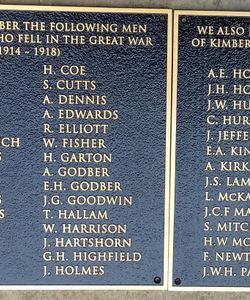 BER THE FOLLOWING MEN
HO FELL IN THE GREAT WAR
1914 - 1918)
H. COE
S. CUTTS
A. DENNIS
A. EDWARDS
R. ELLIOTT
CH W. FISHER
H. GARTON
A. GODBER
E.H. GODBER
J.G. GOODWIN
T. HALLAM
W. HARRISON
J. HARTSHORN
G.H. HIGHFIELD
J. HOLMES
WE ALSO
OF KIMBER
A.E. HO
J.H. HO
J.W. HU
C. HUR
J. JEFFE
E.A. KIN
A. KIRK
J.S. LAM
L. McKA
J.C.F MA
S. MITC
H.W MO
F. NEWT
J.W.H. PA